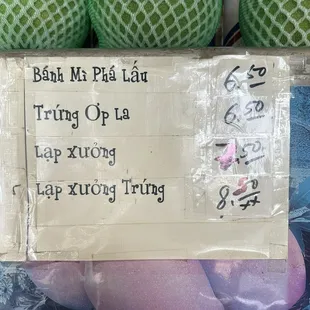 Bánh Mì Phá Lấu 6.50
Trứng Ốp La 6.50
Lạp Xưởng .50
Lạp Xưởng Trứng 8.50